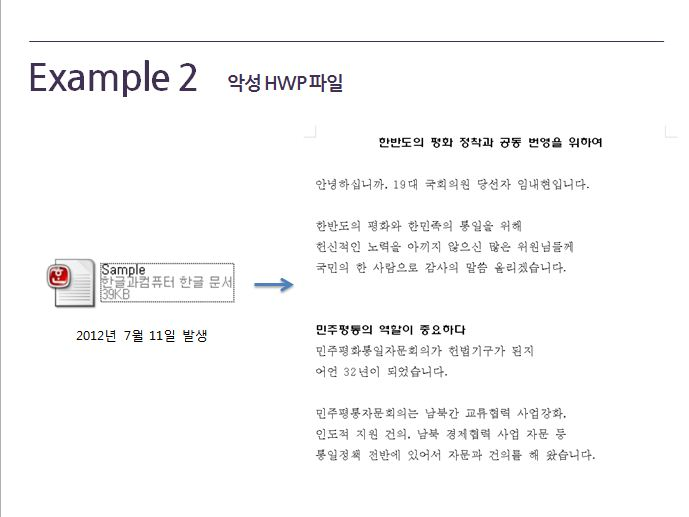 Example 2 악성 HWP 파일
한반도의 평화 정착과 공동 번영을 위하여
안녕하십니까, 19대 국회의원 당선자 임내현입니다.
한반도의 평화와 한민족의 통일을 위해
헌신적인 노력을 아끼지 않으신 많은 위원님들께
국민의 한 사람으로 감사의 말씀 올리겠습니다.
Sample
한글과컴퓨터 한글 문서
39KB
2012년 7월 11일 발생
민주평통의 역할이 중요하다
민주평화통일자문회의가 헌법기구가 된지
어언 32년이 되었습니다.
민주평통자문회의는 남북간 교류협력 사업강화,
인도적 지원 건의, 남북 경제협력 사업 자문 등
통일정책 전반에 있어서 자문과 건의를 해 왔습니다.